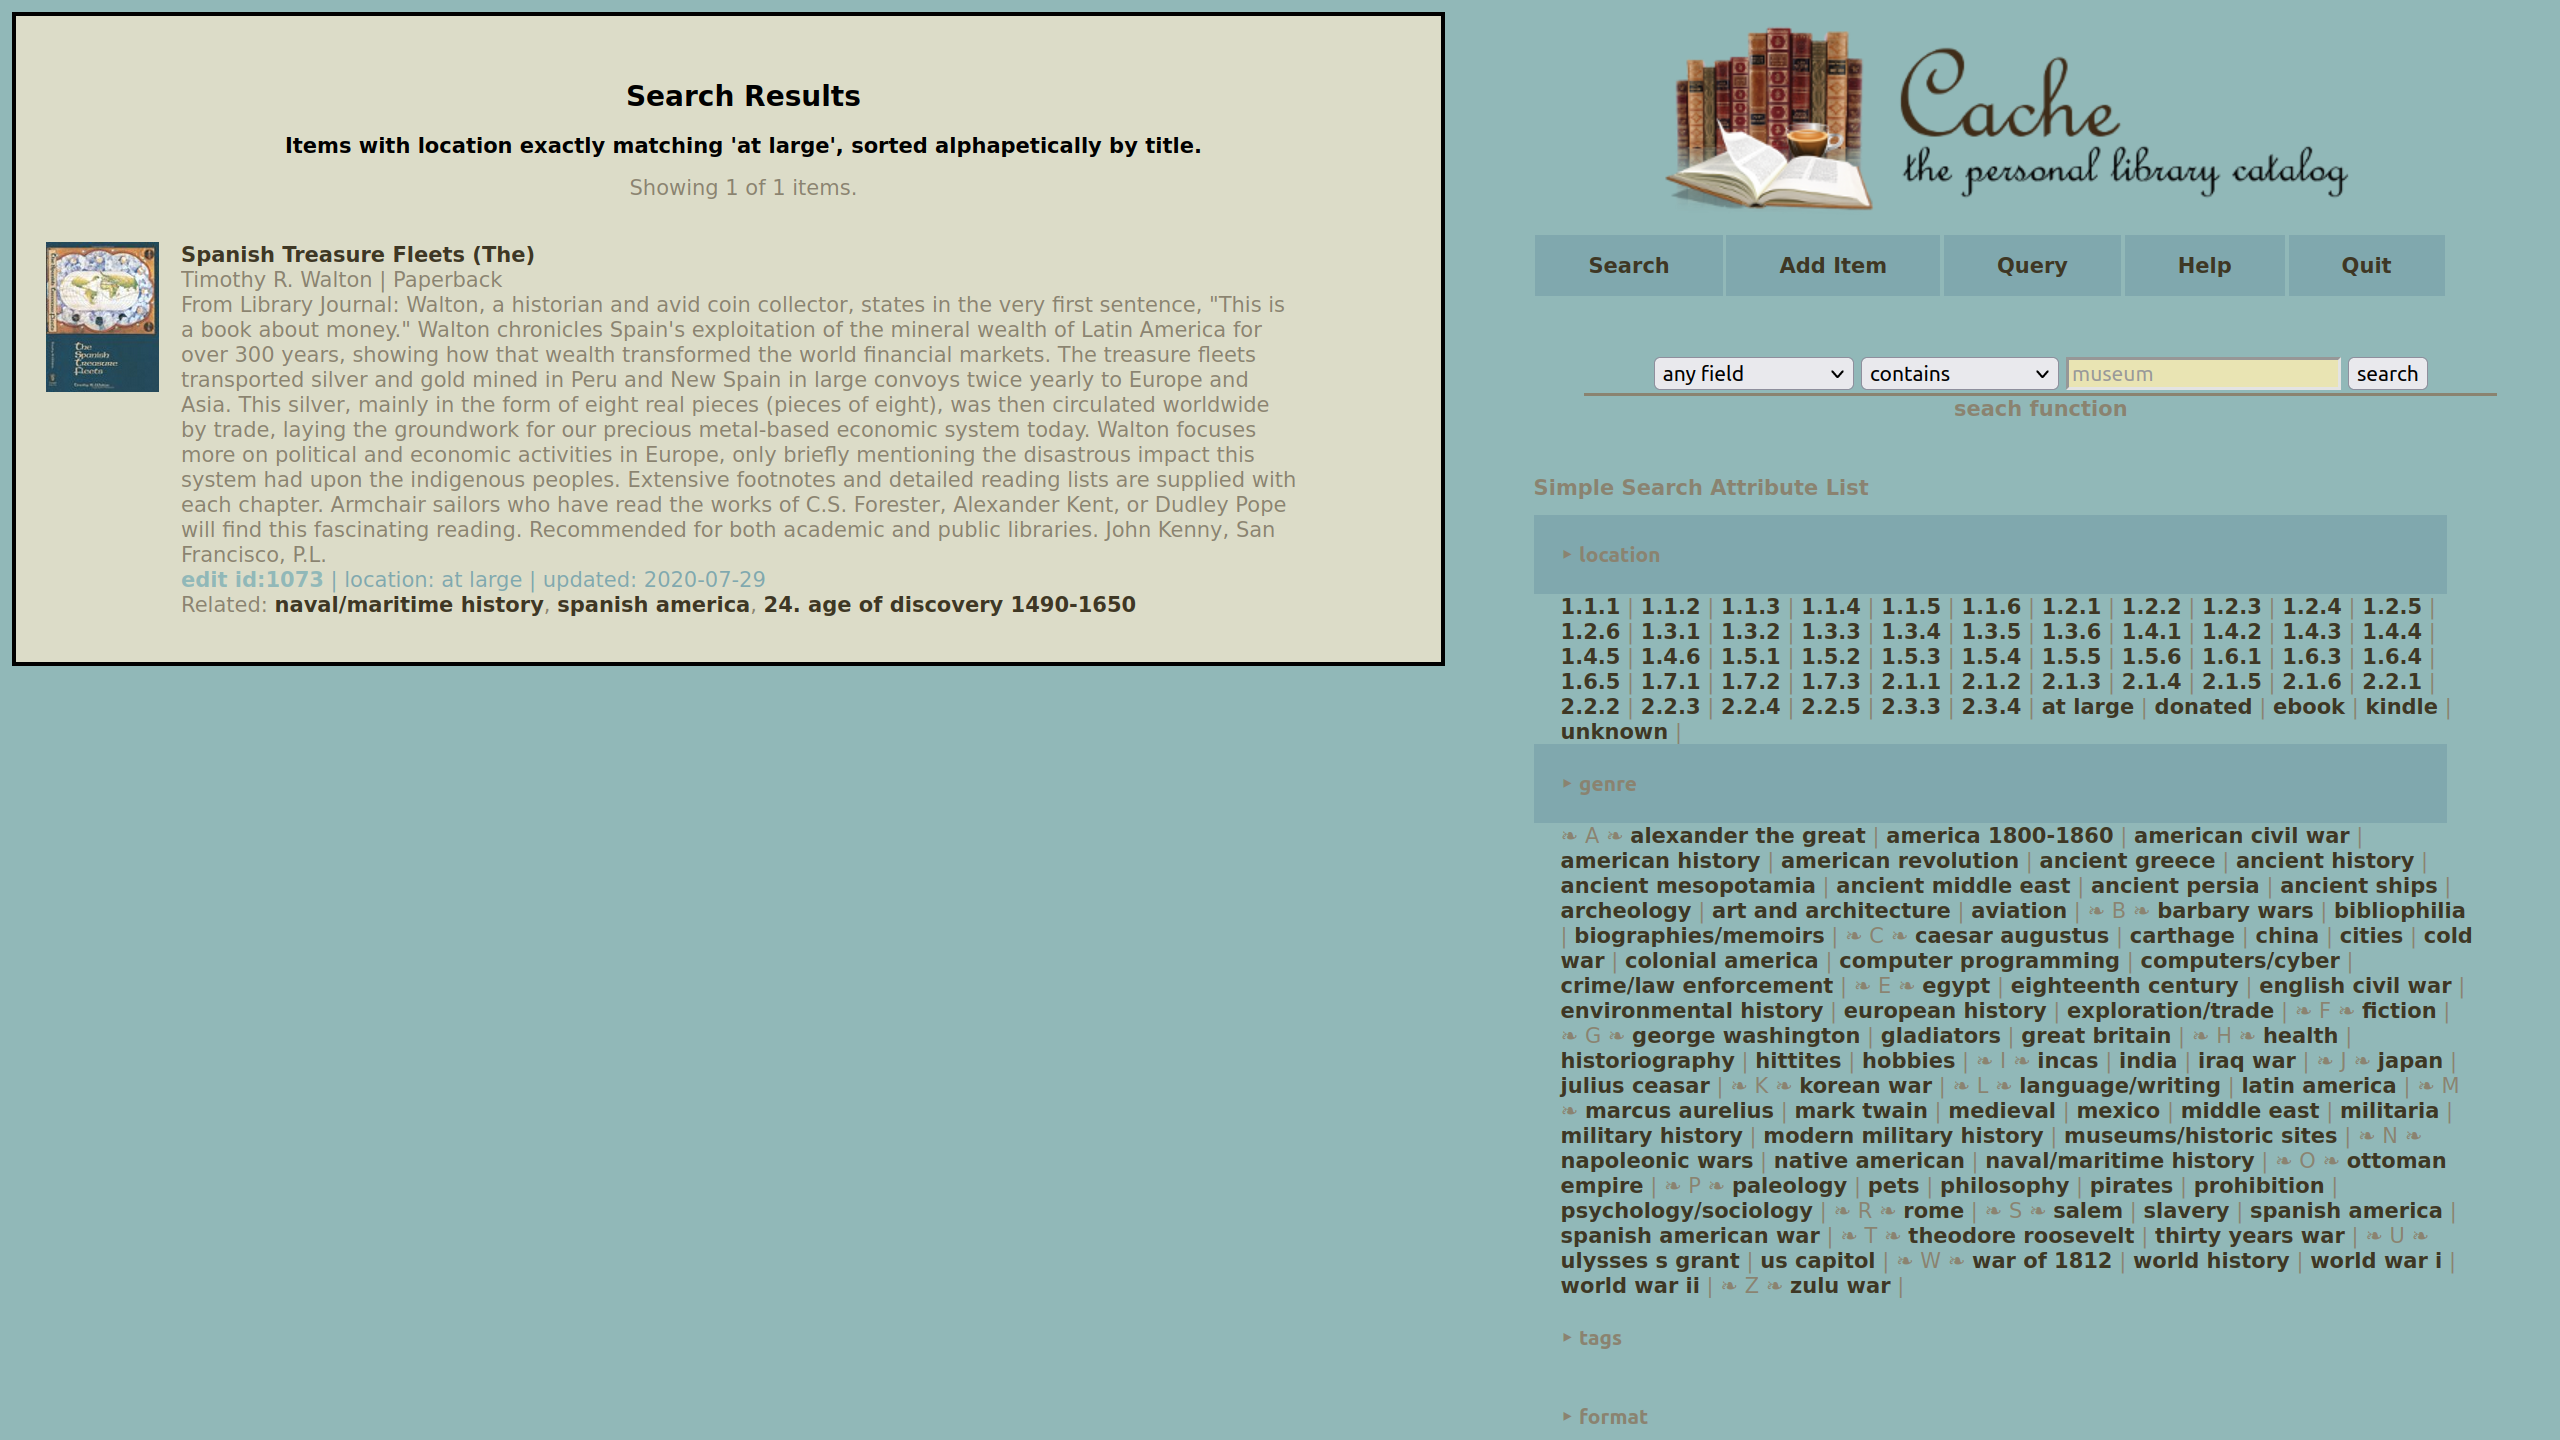 Search Results
Items with location exactly matching 'at large', sorted alphapetically by title.
Showing 1 of 1 items.
The
Spanish
Treasure
Fleets
Spanish Treasure Fleets (The)
Timothy R. Walton | Paperback
From Library Journal: Walton, a historian and avid coin collector, states in the very first sentence, "This is
a book about money." Walton chronicles Spain's exploitation of the mineral wealth of Latin America for
over 300 years, showing how that wealth transformed the world financial markets. The treasure fleets
transported silver and gold mined in Peru and New Spain in large convoys twice yearly to Europe and
Asia. This silver, mainly in the form of eight real pieces (pieces of eight), was then circulated worldwide
by trade, laying the groundwork for our precious metal-based economic system today. Walton focuses
more on political and economic activities in Europe, only briefly mentioning the disastrous impact this
system had upon the indigenous peoples. Extensive footnotes and detailed reading lists are supplied with
each chapter. Armchair sailors who have read the works of C.S. Forester, Alexander Kent, or Dudley Pope
will find this fascinating reading. Recommended for both academic and public libraries. John Kenny, San
Francisco, P.L.
edit id:1073 | location: at large | updated: 2020-07-29
Related: naval/maritime history, spanish america, 24. age of discovery 1490-1650
Cache
the personal library catalog
Search Add Item Query Help Quit
any field contains museum search
seach function
Simple Search Attribute List
‣ location
1.1.1 | 1.1.2 | 1.1.3 | 1.1.4 | 1.1.5 | 1.1.6 | 1.2.1 | 1.2.2 | 1.2.3 | 1.2.4 | 1.2.5 |
1.2.6 | 1.3.1 | 1.3.2 | 1.3.3 | 1.3.4 | 1.3.5 | 1.3.6 | 1.4.1 | 1.4.2 | 1.4.3 | 1.4.4 |
1.4.5 | 1.4.6 | 1.5.1 | 1.5.2 | 1.5.3 | 1.5.4 | 1.5.5 | 1.5.6 | 1.6.1 | 1.6.3 | 1.6.4 |
1.6.5 | 1.7.1 | 1.7.2 | 1.7.3 | 2.1.1 | 2.1.2 | 2.1.3 | 2.1.4 | 2.1.5 | 2.1.6 | 2.2.1 |
2.2.2 | 2.2.3 | 2.2.4 | 2.2.5 | 2.3.3 | 2.3.4 | at large | donated | ebook | kindle |
unknown |
‣ genre
❧ A ❧ alexander the great | america 1800-1860 | american civil war |
american history | american revolution | ancient greece | ancient history |
ancient mesopotamia | ancient middle east | ancient persia | ancient ships |
archeology | art and architecture | aviation | ❧ B ❧ barbary wars | bibliophilia
| biographies/memoirs | ❧ C ❧ caesar augustus | carthage | china | cities | cold
war | colonial america | computer programming | computers/cyber |
crime/law enforcement | ❧ E ❧ egypt | eighteenth century | english civil war |
environmental history | european history | exploration/trade | ❧ F ❧ fiction |
❧ G ❧ george washington | gladiators | great britain | ❧ H ❧ health |
historiography | hittites | hobbies | ❧ I ❧ incas | india | iraq war | ❧ J ❧ japan |
julius ceasar | ❧ K ❧ korean war | ❧ L ❧ language/writing | latin america | ❧ M
❧ marcus aurelius | mark twain | medieval | mexico | middle east | militaria |
military history | modern military history | museums/historic sites | ❧ N ❧
napoleonic wars | native american | naval/maritime history | ❧ O ❧ ottoman
empire | ❧ P ❧ paleology | pets | philosophy | pirates | prohibition |
psychology/sociology | ❧ R ❧ rome | ❧ S ❧ salem | slavery | spanish america |
spanish american war | ❧ T ❧ theodore roosevelt | thirty years war | ❧ U ❧
ulysses s grant | us capitol | ❧ W ❧ war of 1812 | world history | world war i |
world war ii | ❧ Z ❧ zulu war |
‣ tags
‣ format